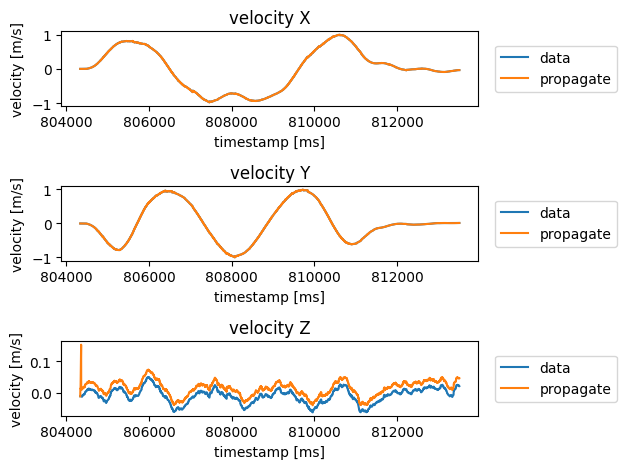 velocity X
velocity [m/s]
1
0
−1
804000 806000 808000 810000 812000
timestamp [ms]
data
propagate
velocity Y
velocity [m/s]
1
0
−1
804000 806000 808000 810000 812000
timestamp [ms]
data
propagate
velocity Z
velocity [m/s]
0.1
0.0
804000 806000 808000 810000 812000
timestamp [ms]
data
propagate